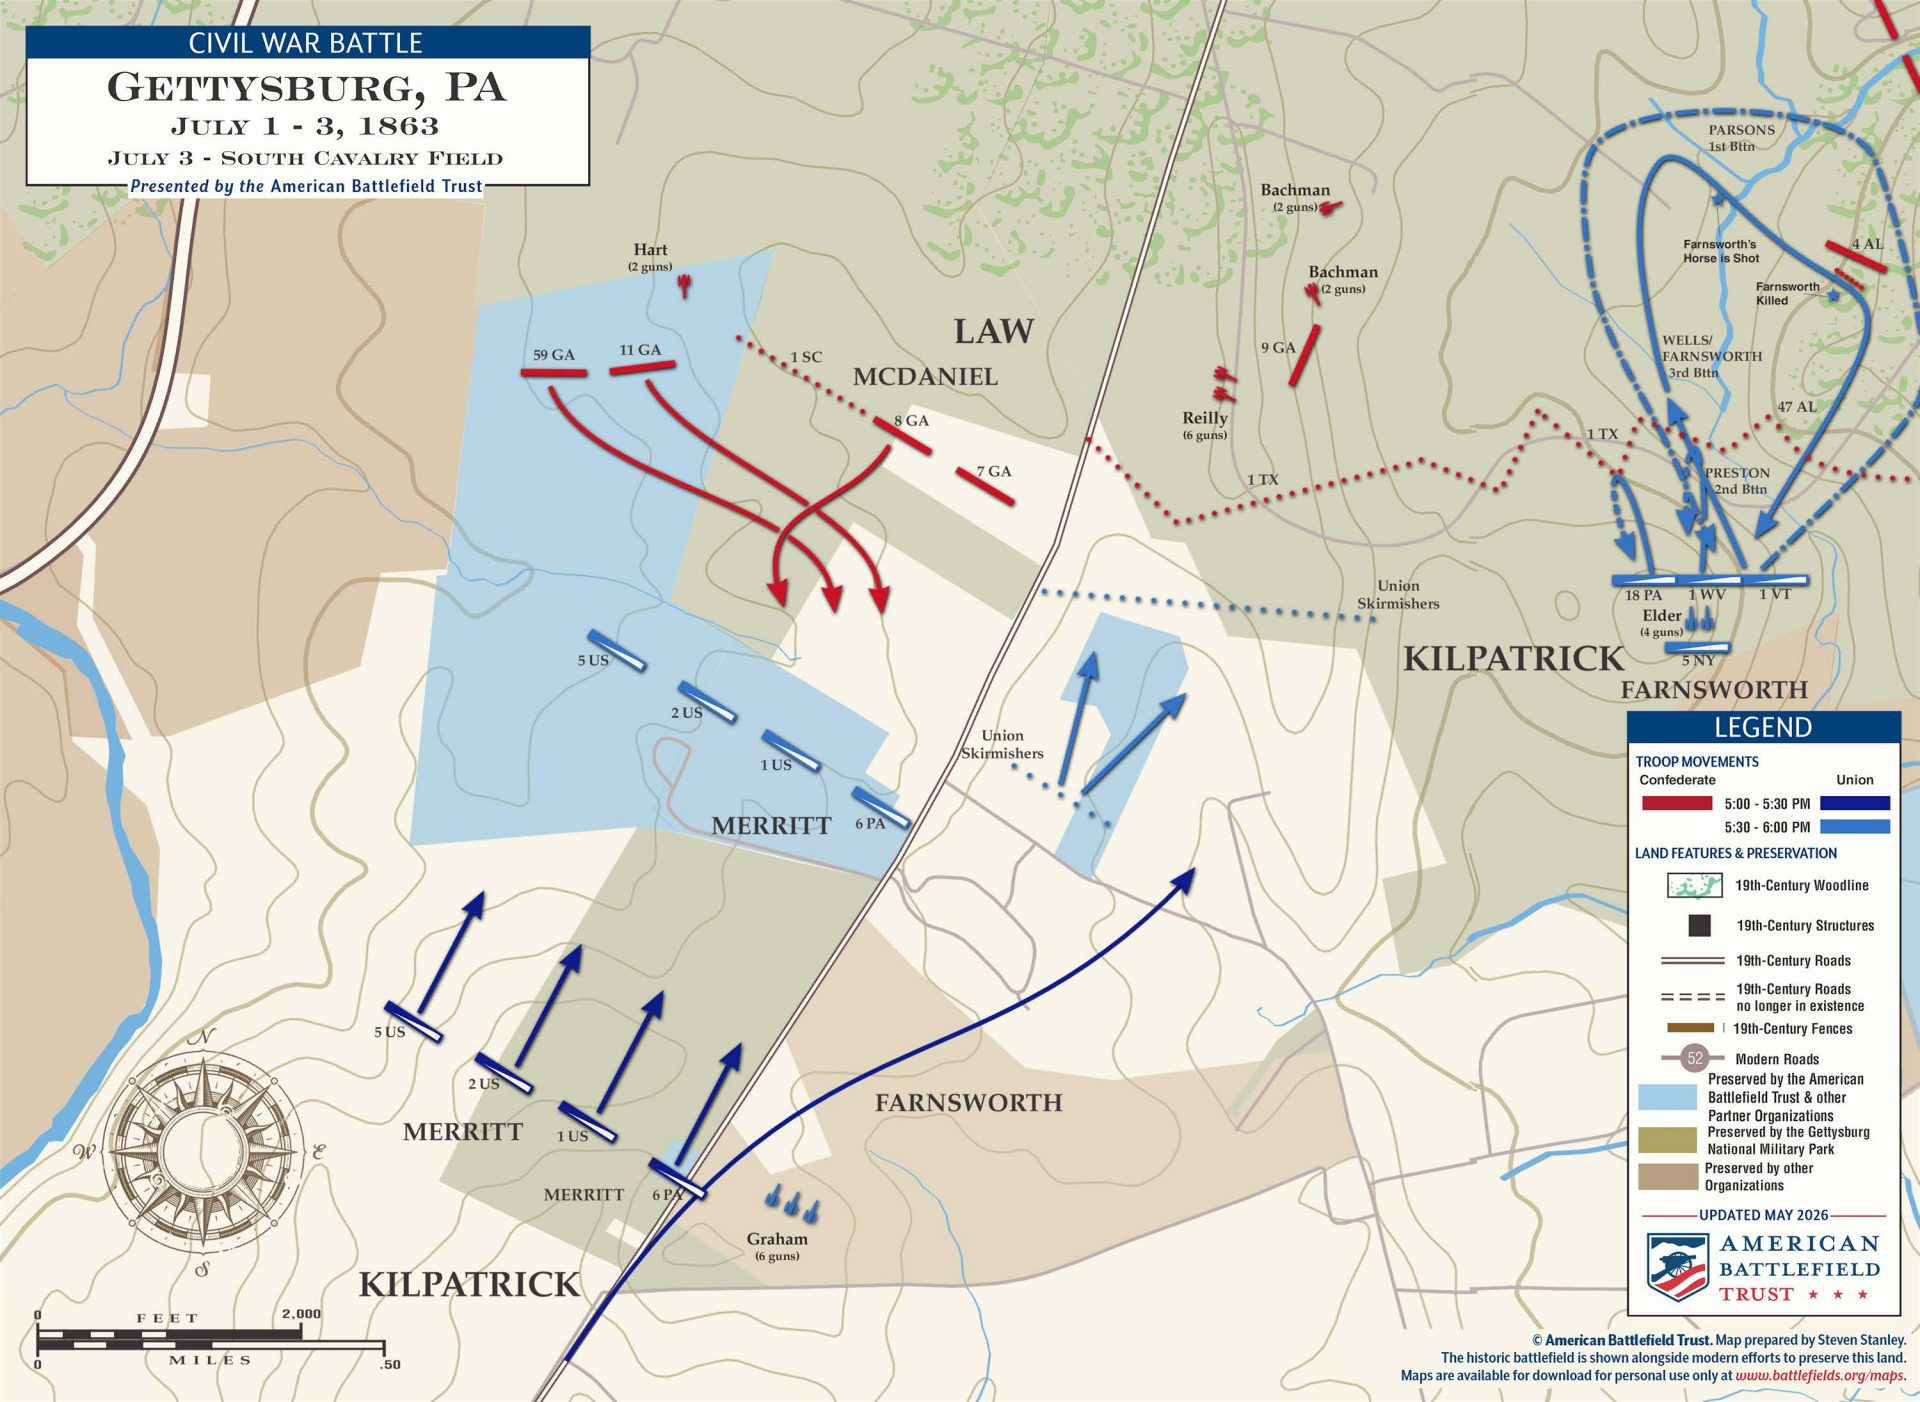 CIVIL WAR BATTLE
GETTYSBURG, PA
JULY 1 - 3, 1863
JULY 3 - SOUTH CAVALRY FIELD
Presented by the American Battlefield Trust
PARSONS
1st Bttn
Bachman
(2 guns)
Farnsworth's
Horse is Shot
4 AL
Hart
(2 guns)
Bachman
(2 guns)
Farnsworth
Killed
LAW
MCDANIEL
59 GA
11 GA
1 SC
9 GA
WELLS/
FARNSWORTH
3rd Bttn
8 GA
Reilly
(6 guns)
47 AL
1 TX
7 GA
1 TX
PRESTON
2nd Bttn
Union
Skirmishers
18 PA
1 WV
1 VT
Elder
(4 guns)
5 NY
KILPATRICK
FARNSWORTH
5 US
2 US
1 US
6 PA
MERRITT
Union
Skirmishers
5 US
2 US
1 US
6 PA
MERRITT
MERRITT
FARNSWORTH
Graham
(6 guns)
KILPATRICK
N
W
E
S
0
FEET
2,000
0
MILES
.50
LEGEND
TROOP MOVEMENTS
Confederate
Union
5:00 - 5:30 PM
5:30 - 6:00 PM
LAND FEATURES & PRESERVATION
19th-Century Woodline
19th-Century Structures
19th-Century Roads
19th-Century Roads
no longer in existence
19th-Century Fences
52
Modern Roads
Preserved by the American
Battlefield Trust & other
Partner Organizations
Preserved by the Gettysburg
National Military Park
Preserved by other
Organizations
UPDATED MAY 2026
AMERICAN
BATTLEFIELD
TRUST ★ ★ ★
© American Battlefield Trust. Map prepared by Steven Stanley.
The historic battlefield is shown alongside modern efforts to preserve this land.
Maps are available for download for personal use only at www.battlefields.org/maps.